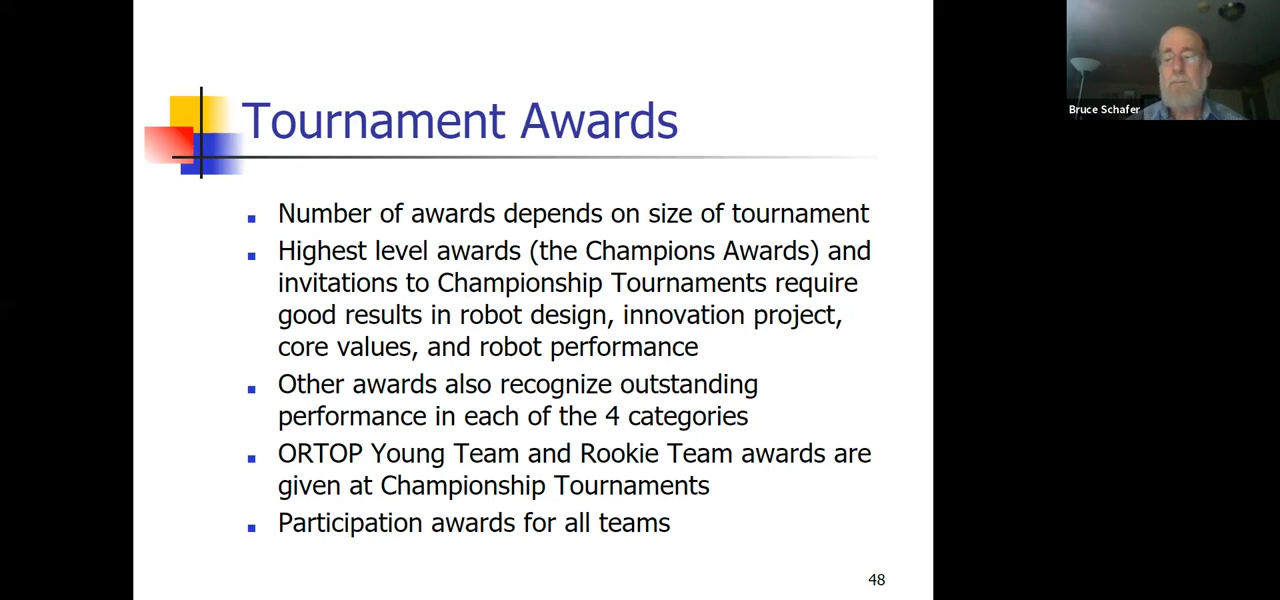 Tournament Awards
Number of awards depends on size of tournament
Highest level awards (the Champions Awards) and
invitations to Championship Tournaments require
good results in robot design, innovation project,
core values, and robot performance
Other awards also recognize outstanding
performance in each of the 4 categories
ORTOP Young Team and Rookie Team awards are
given at Championship Tournaments
Participation awards for all teams
48
Bruce Schafer